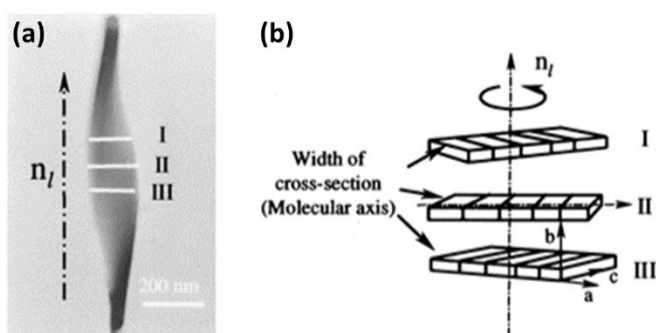 (a)
n_l
I
II
III
200 nm
(b)
n_l
I
Width of
cross-section
(Molecular axis)
II
b
c
a
III